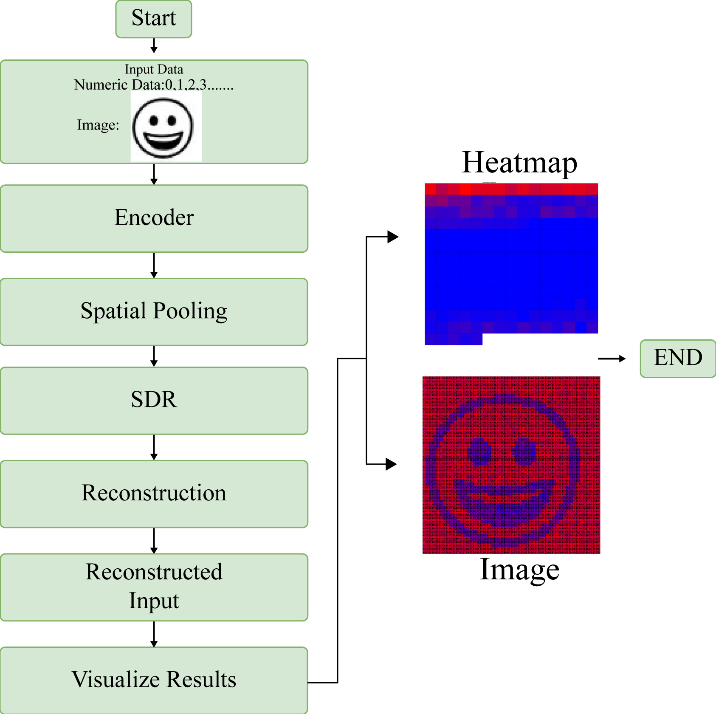 Start
Input Data
Numeric Data:0,1,2,3.......
Image:
Encoder
Spatial Pooling
SDR
Reconstruction
Reconstructed
Input
Visualize Results
Heatmap
Image
END